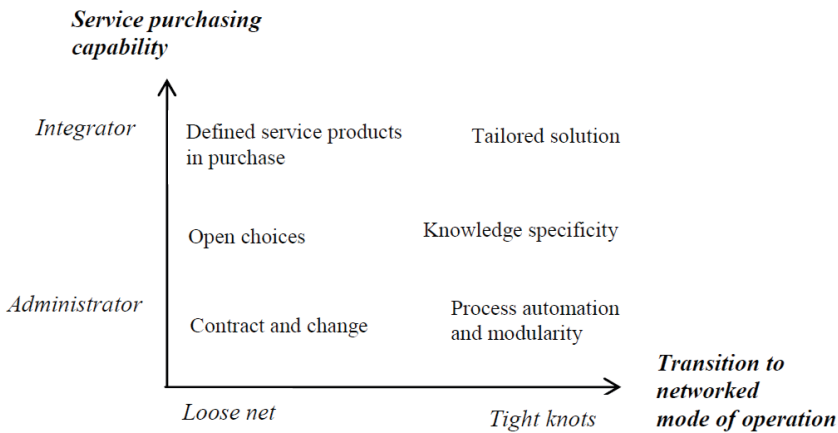 Service purchasing
capability
Integrator
Defined service products
in purchase
Tailored solution
Open choices
Knowledge specificity
Administrator
Contract and change
Process automation
and modularity
Loose net
Tight knots
Transition to
networked
mode of operation